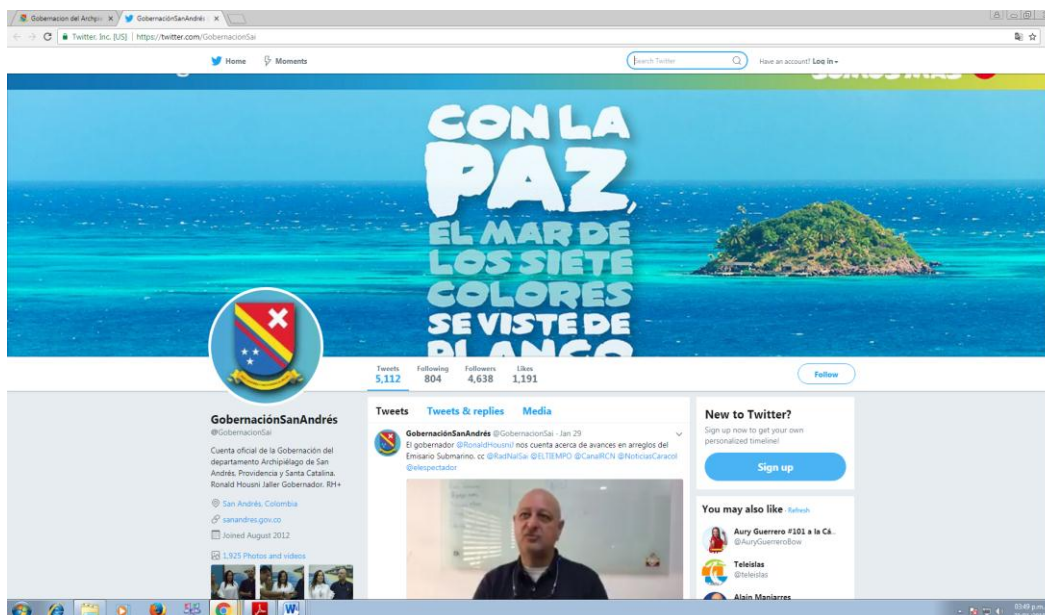 Gobernacion del Archipi
GobernaciónSanAndrés
Twitter, Inc. [US] | https://twitter.com/GobernacionSai
Home
Moments
Search Twitter
Have an account? Log in
SOMOS MÁS
CON LA
PAZ,
EL MAR DE
LOS SIETE
COLORES
SE VISTE DE
BLANCO
Tweets
5,112
Following
804
Followers
4,638
Likes
1,191
Follow
GobernaciónSanAndrés
@GobernacionSai
Cuenta oficial de la Gobernación del
departamento Archipiélago de San
Andrés, Providencia y Santa Catalina.
Ronald Housni Jaller Gobernador. RH+
San Andrés, Colombia
sanandres.gov.co
Joined August 2012
1,925 Photos and videos
Tweets Tweets & replies Media
GobernaciónSanAndrés @GobernacionSai · Jan 29
El gobernador @RonaldHousniJ nos cuenta acerca de avances en arreglos del
Emisario Submarino. cc @RadNalSai @ELTIEMPO @CanalRCN @NoticiasCaracol
@elespectador
New to Twitter?
Sign up now to get your own
personalized timeline!
Sign up
You may also like · Refresh
Aury Guerrero #101 a la Cá...
@AuryGuerreroBow
Teleislas
@teleislas
Alain Manjarres
03:49 p.m.